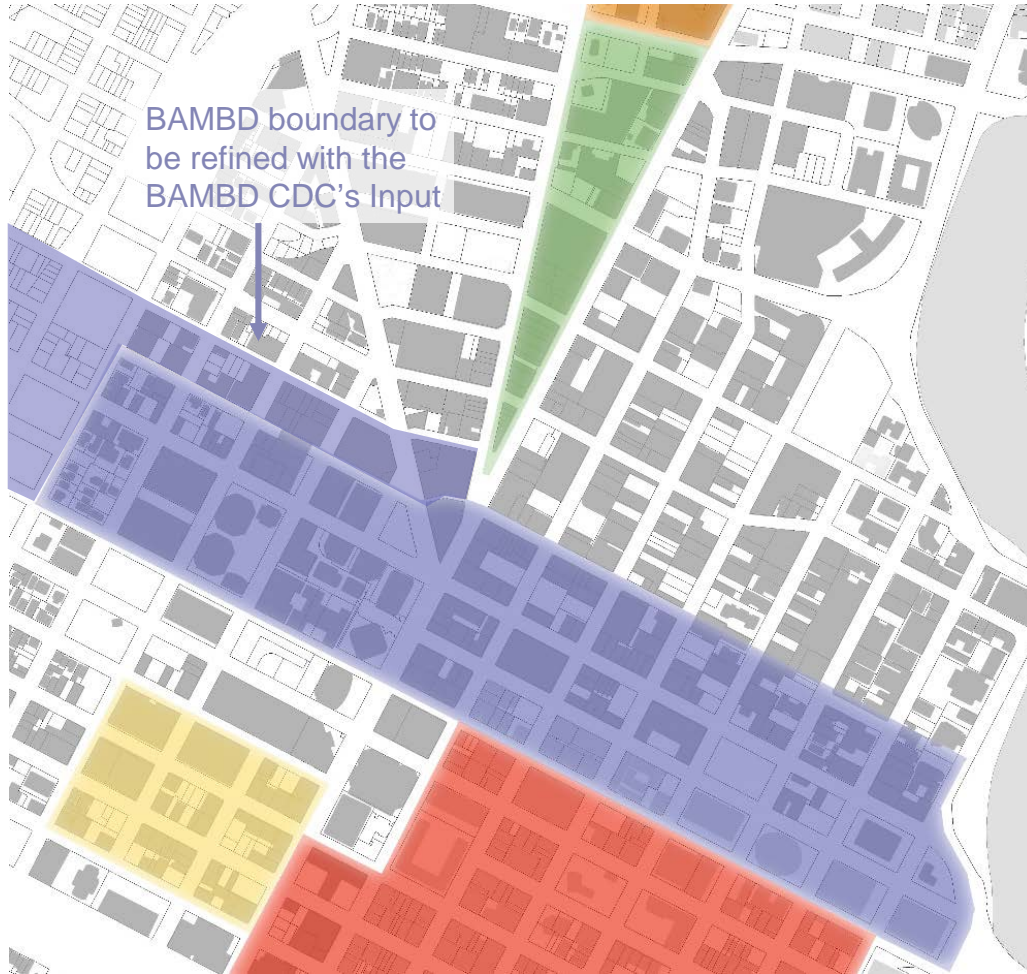 BAMBD boundary to
be refined with the
BAMBD CDC's Input